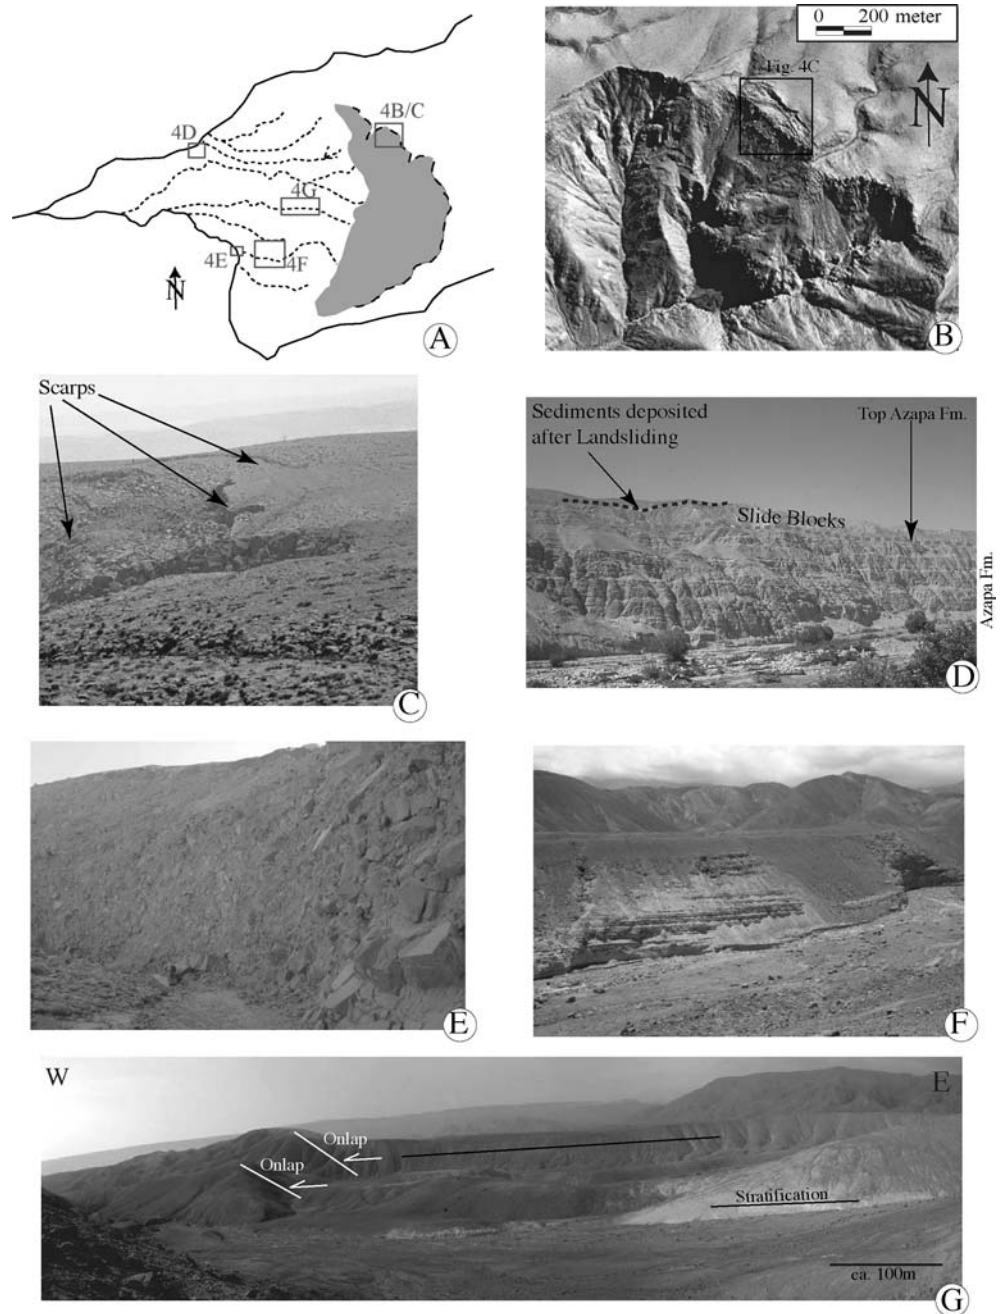 4D
4B/C
4G
4E
4F
N
A
0 200 meter
Fig. 4C
N
B
Scarps
C
Sediments deposited
after Landsliding
Top Azapa Fm.
Slide Blocks
Azapa Fm.
D
E
F
W
E
Onlap
Onlap
Stratification
ca. 100m
G